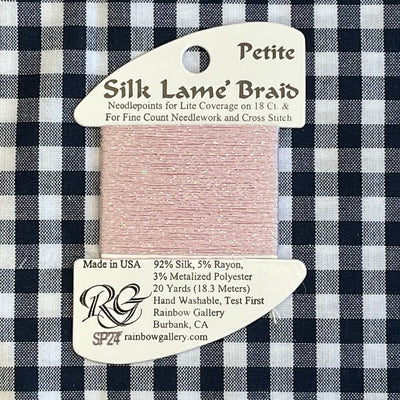 Petite
Silk Lame' Braid
Needlepoints for Lite Coverage on 18 Ct. &
For Fine Count Needlework and Cross Stitch
Made in USA
92% Silk, 5% Rayon,
3% Metalized Polyester
20 Yards (18.3 Meters)
Hand Washable, Test First
Rainbow Gallery
Burbank, CA
RG
SP24 rainbowgallery.com